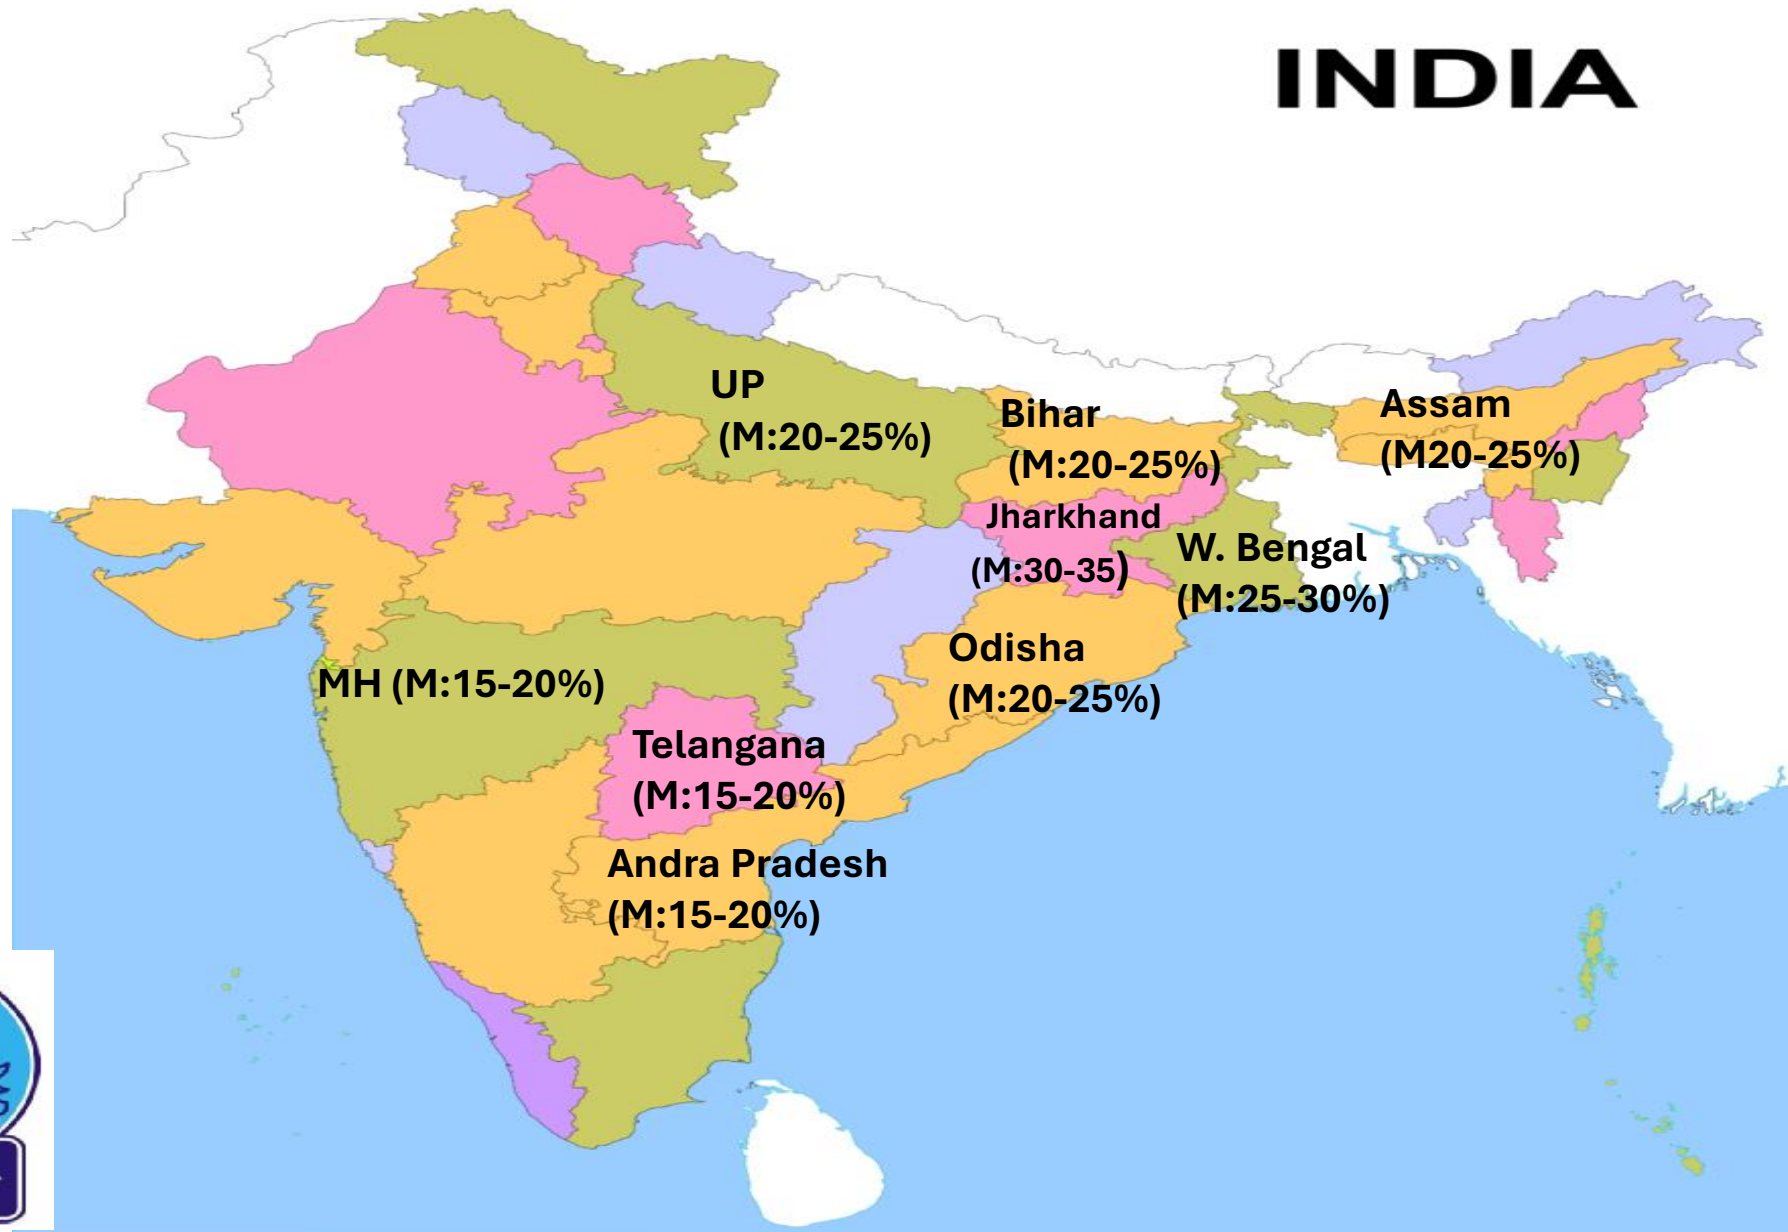 INDIA
UP
(M:20-25%)
Bihar
(M:20-25%)
Assam
(M20-25%)
Jharkhand
(M:30-35)
W. Bengal
(M:25-30%)
Odisha
(M:20-25%)
MH (M:15-20%)
Telangana
(M:15-20%)
Andra Pradesh
(M:15-20%)